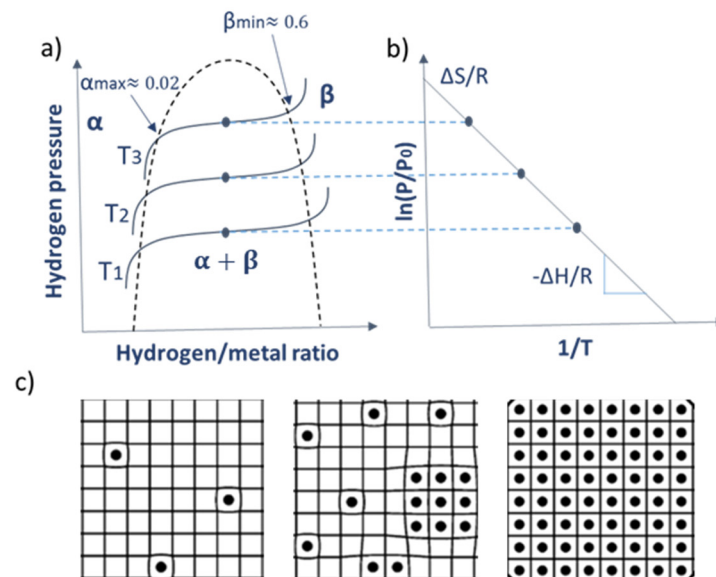 a)
βmin≈ 0.6
αmax≈ 0.02
α
β
T3
T2
T1
α + β
Hydrogen pressure
Hydrogen/metal ratio
b)
ΔS/R
ln(P/P0)
-ΔH/R
1/T
c)